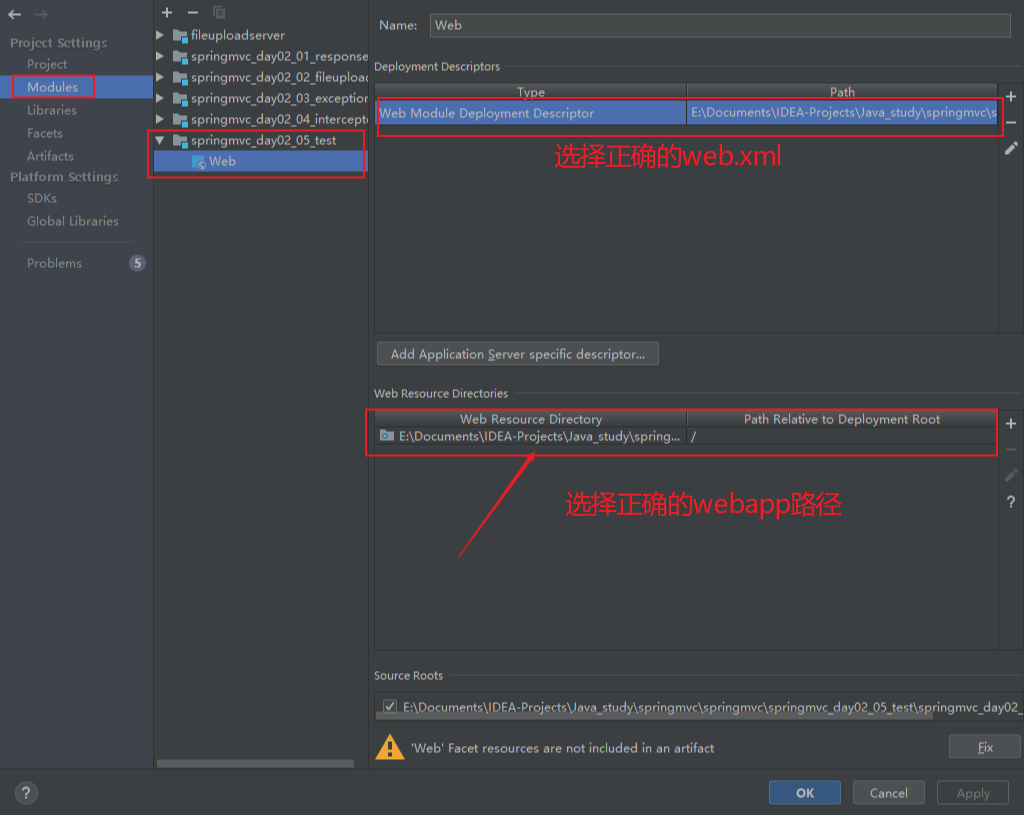 Project Settings
Project
Modules
Libraries
Facets
Artifacts
Platform Settings
SDKs
Global Libraries
Problems 5
fileuploadserver
springmvc_day02_01_response
springmvc_day02_02_fileupload
springmvc_day02_03_exception
springmvc_day02_04_intercept
springmvc_day02_05_test
Web
Name: Web
Deployment Descriptors
Type Path
Web Module Deployment Descriptor E:\Documents\IDEA-Projects\Java_study\springmvc\s
选择正确的web.xml
Add Application Server specific descriptor...
Web Resource Directories
Web Resource Directory Path Relative to Deployment Root
E:\Documents\IDEA-Projects\Java_study\spring... /
选择正确的webapp路径
Source Roots
E:\Documents\IDEA-Projects\Java_study\springmvc\springmvc\springmvc_day02_05_test\springmvc_day02_
'Web' Facet resources are not included in an artifact
Fix
? OK Cancel Apply